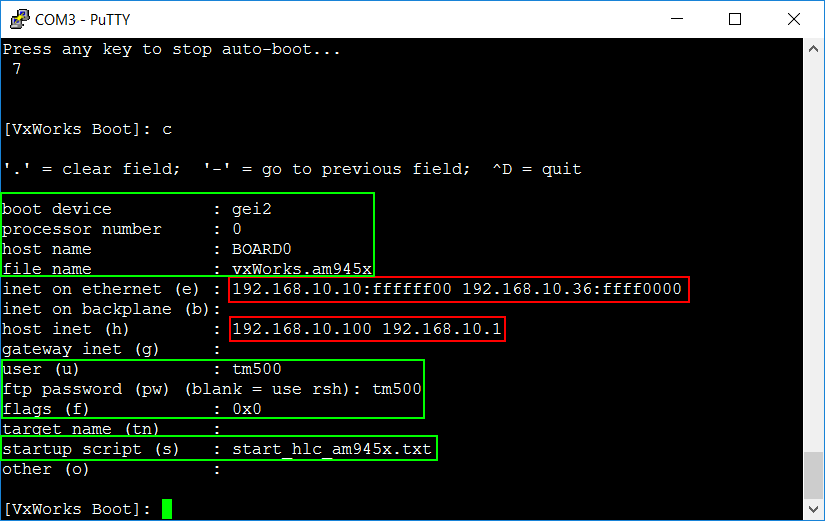 COM3 - PuTTY
Press any key to stop auto-boot...
 7
[VxWorks Boot]: c
'.' = clear field;  '-' = go to previous field;  ^D = quit
boot device          : gei2
processor number     : 0
host name            : BOARD0
file name            : vxWorks.am945x
inet on ethernet (e) : 192.168.10.10:ffffff00 192.168.10.36:ffff0000
inet on backplane (b):
host inet (h)        : 192.168.10.100 192.168.10.1
gateway inet (g)     :
user (u)             : tm500
ftp password (pw) (blank = use rsh): tm500
flags (f)            : 0x0
target name (tn)     :
startup script (s)   : start_hlc_am945x.txt
other (o)            :
[VxWorks Boot]: